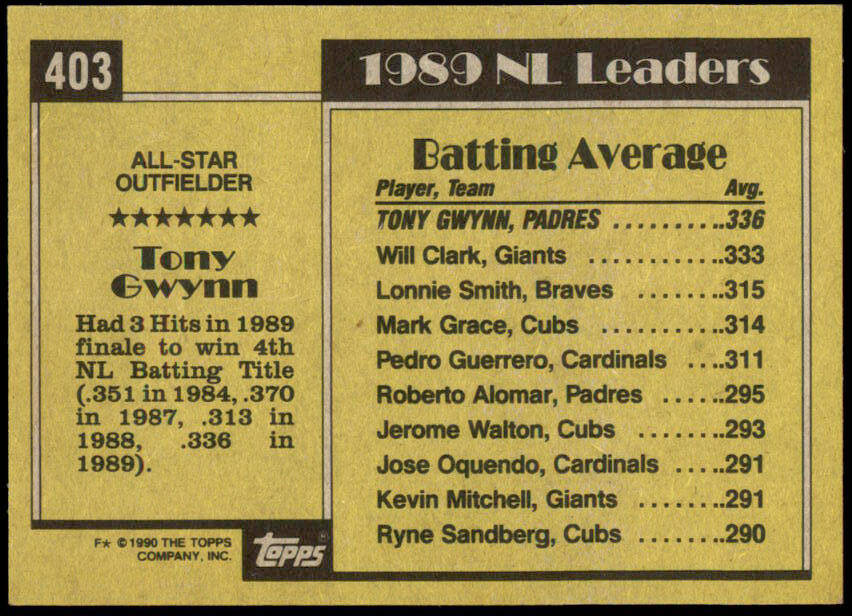 403
ALL-STAR
OUTFIELDER
★★★★★★★
Tony
Gwynn
Had 3 Hits in 1989
finale to win 4th
NL Batting Title
(.351 in 1984, .370
in 1987, .313 in
1988, .336 in
1989).
F★ ©1990 THE TOPPS
COMPANY, INC.
TOPPS®
1989 NL Leaders
Batting Average
Player, Team Avg.
TONY GWYNN, PADRES ..........336
Will Clark, Giants ............333
Lonnie Smith, Braves ........315
Mark Grace, Cubs ...........314
Pedro Guerrero, Cardinals ....311
Roberto Alomar, Padres ......295
Jerome Walton, Cubs ........293
Jose Oquendo, Cardinals .....291
Kevin Mitchell, Giants ........291
Ryne Sandberg, Cubs .......290